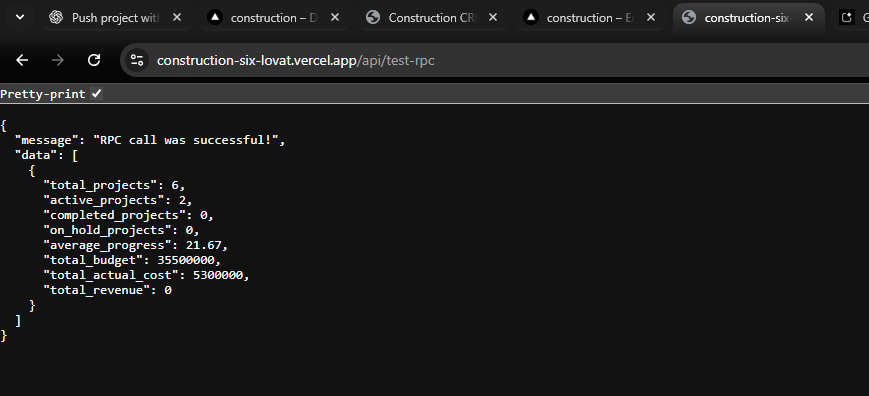 Push project with
construction – D
Construction CR
construction – E
construction-six-
G
construction-six-lovat.vercel.app/api/test-rpc
Pretty-print
{
  "message": "RPC call was successful!",
  "data": [
    {
      "total_projects": 6,
      "active_projects": 2,
      "completed_projects": 0,
      "on_hold_projects": 0,
      "average_progress": 21.67,
      "total_budget": 35500000,
      "total_actual_cost": 5300000,
      "total_revenue": 0
    }
  ]
}